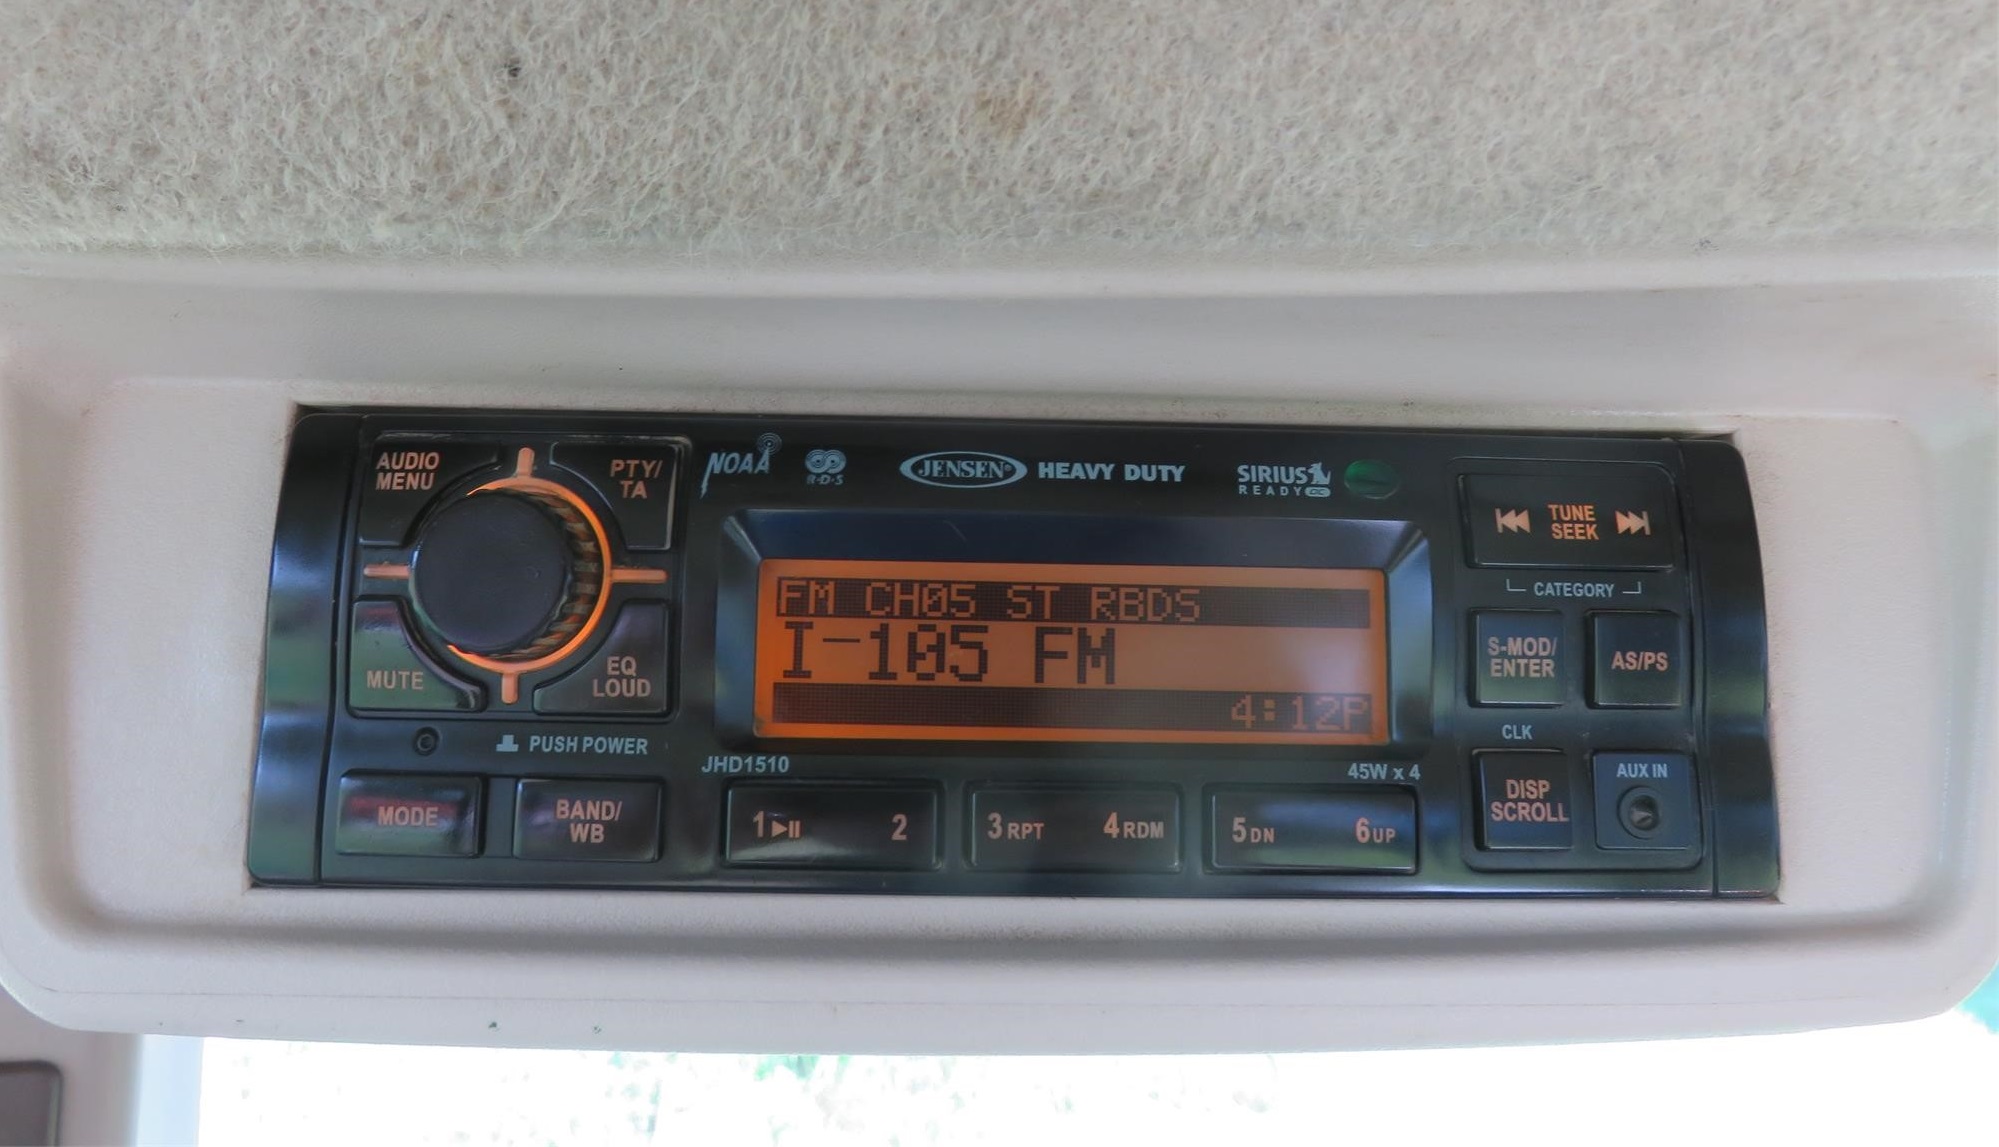 AUDIO
MENU
PTY/
TA
MUTE
EQ
LOUD
PUSH POWER
MODE
BAND/
WB
NOAA
R·D·S
JENSEN® HEAVY DUTY
SIRIUS
READY
FM CH05 ST RBDS
I-105 FM
4:12P
JHD1510
45W x 4
1
2
3 RPT
4 RDM
5 DN
6 UP
TUNE
SEEK
CATEGORY
S-MOD/
ENTER
AS/PS
CLK
DISP
SCROLL
AUX IN